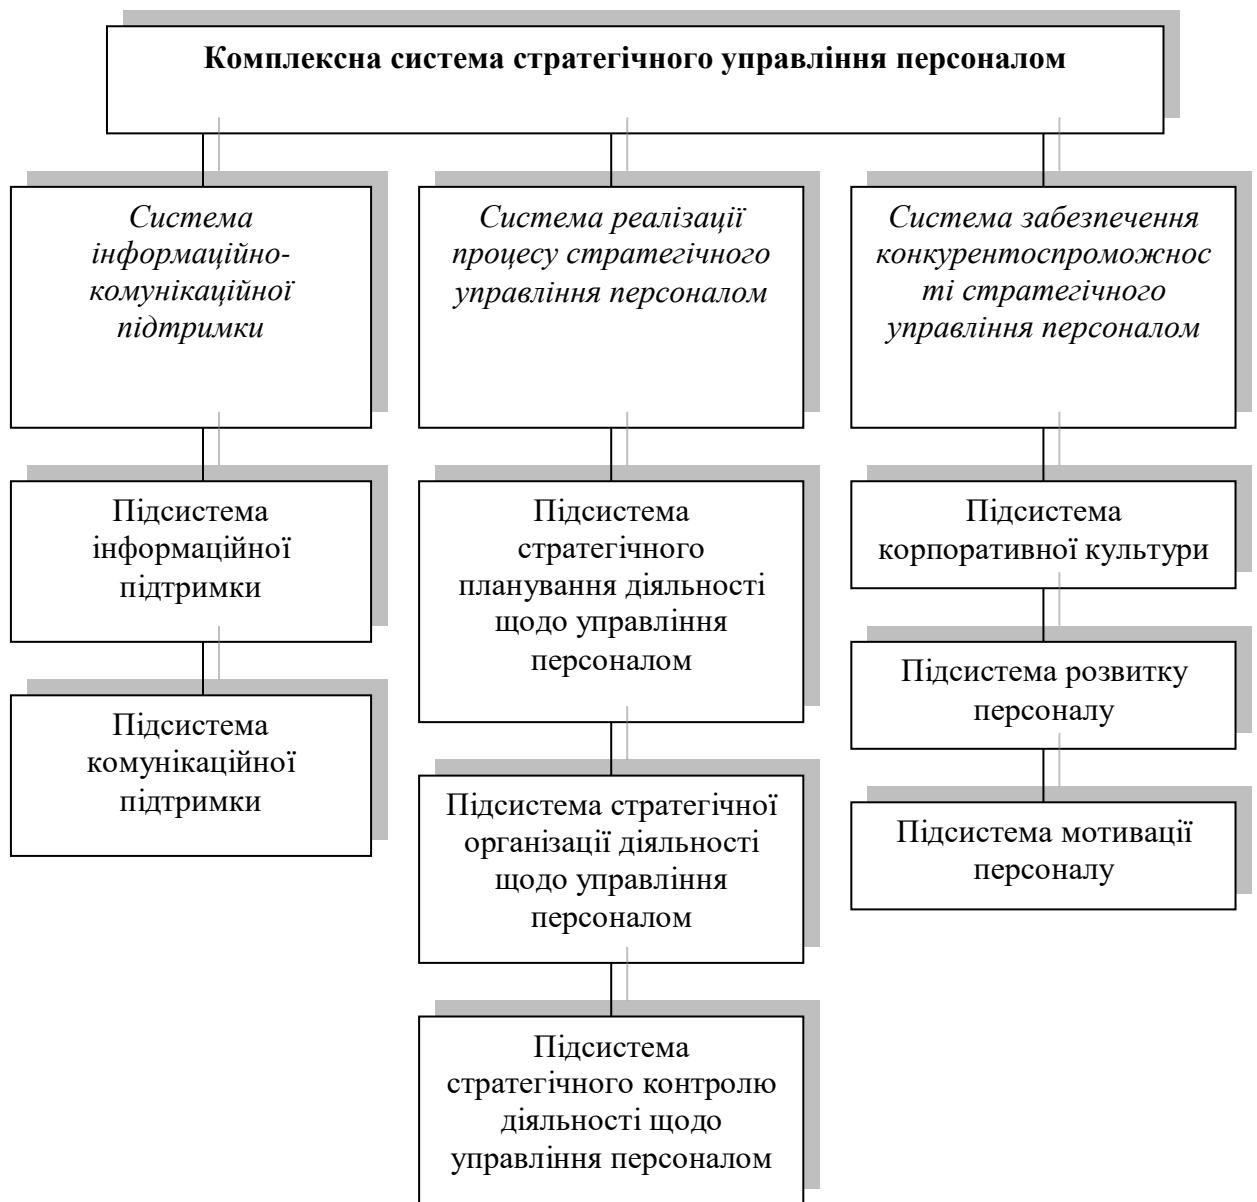 Комплексна система стратегічного управління персоналом
Система
інформаційно-
комунікаційної
підтримки
Система реалізації
процесу стратегічного
управління персоналом
Система забезпечення
конкурентоспроможнос
ті стратегічного
управління персоналом
Підсистема
інформаційної
підтримки
Підсистема
стратегічного
планування діяльності
щодо управління
персоналом
Підсистема
корпоративної культури
Підсистема розвитку
персоналу
Підсистема
комунікаційної
підтримки
Підсистема стратегічної
організації діяльності
щодо управління
персоналом
Підсистема мотивації
персоналу
Підсистема
стратегічного контролю
діяльності щодо
управління персоналом